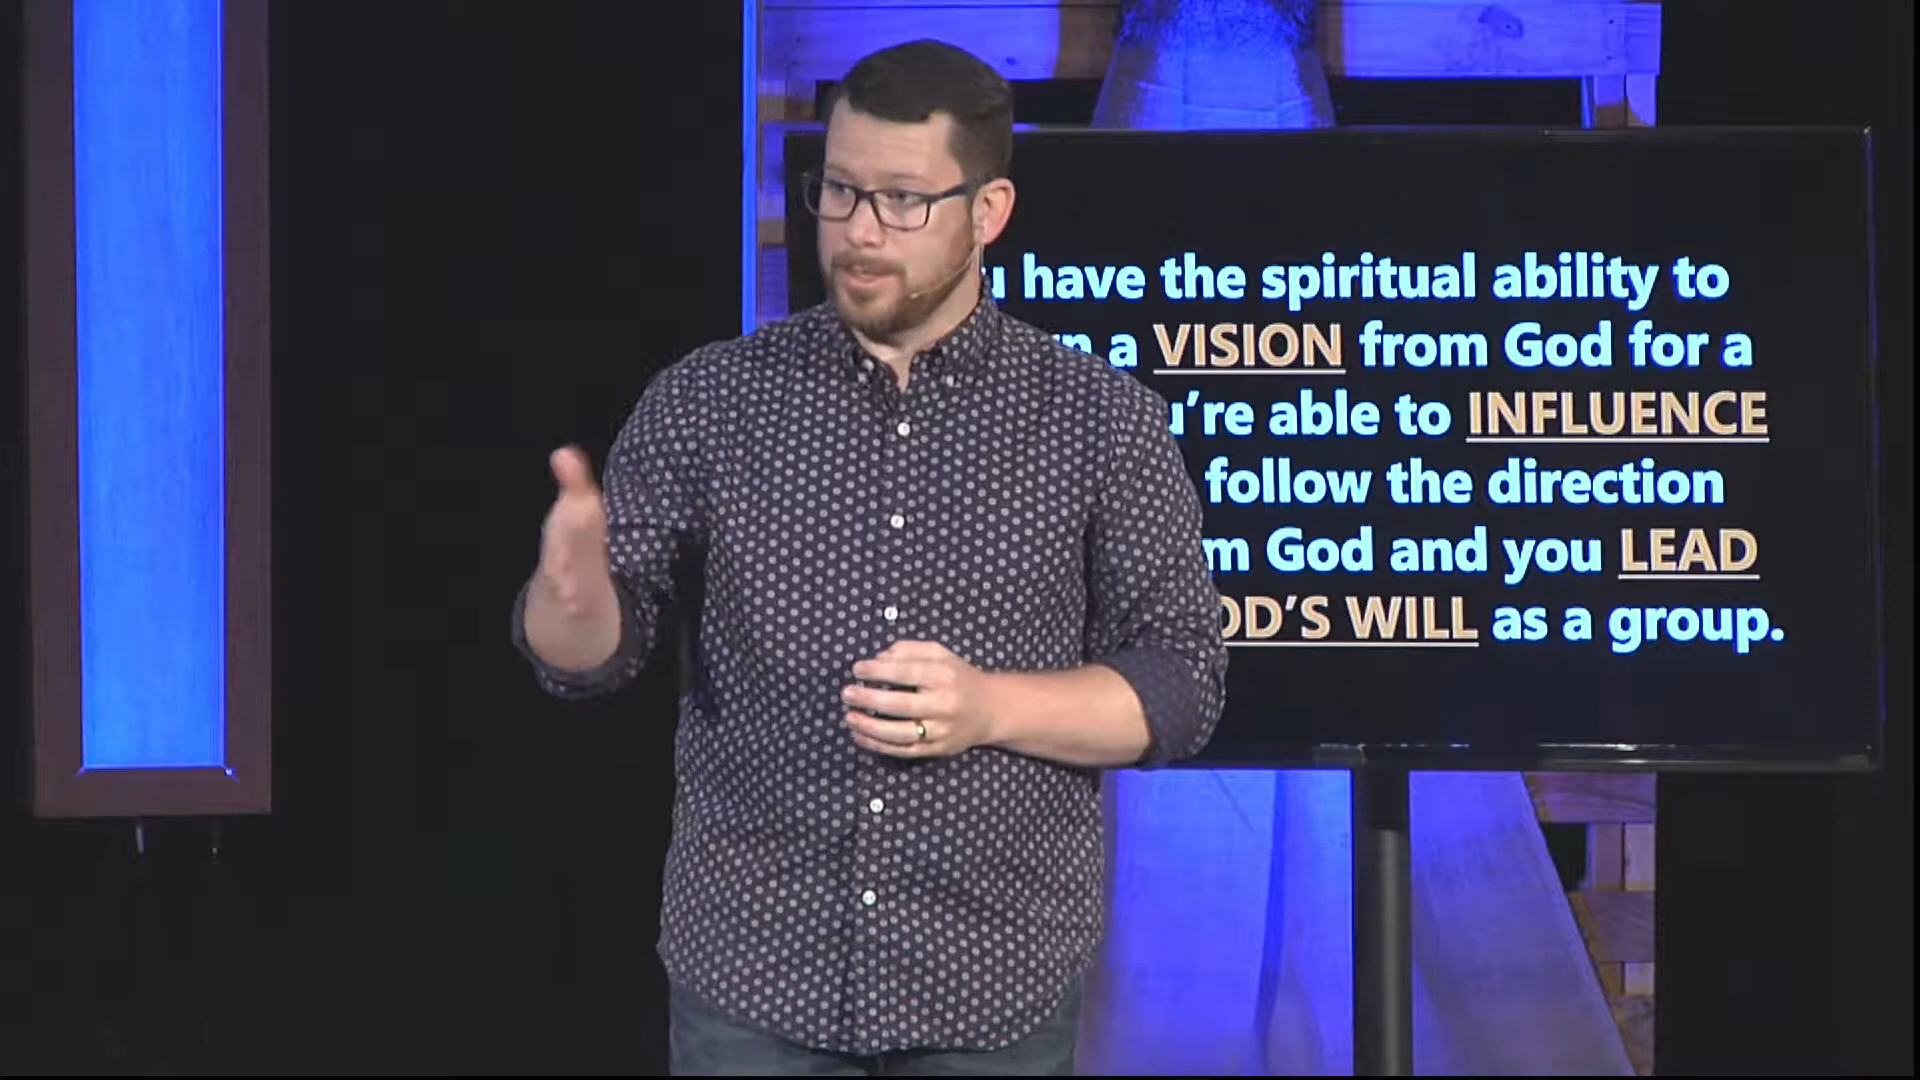 have the spiritual ability to
a VISION from God for a
're able to INFLUENCE
follow the direction
God and you LEAD
WILL as a group.